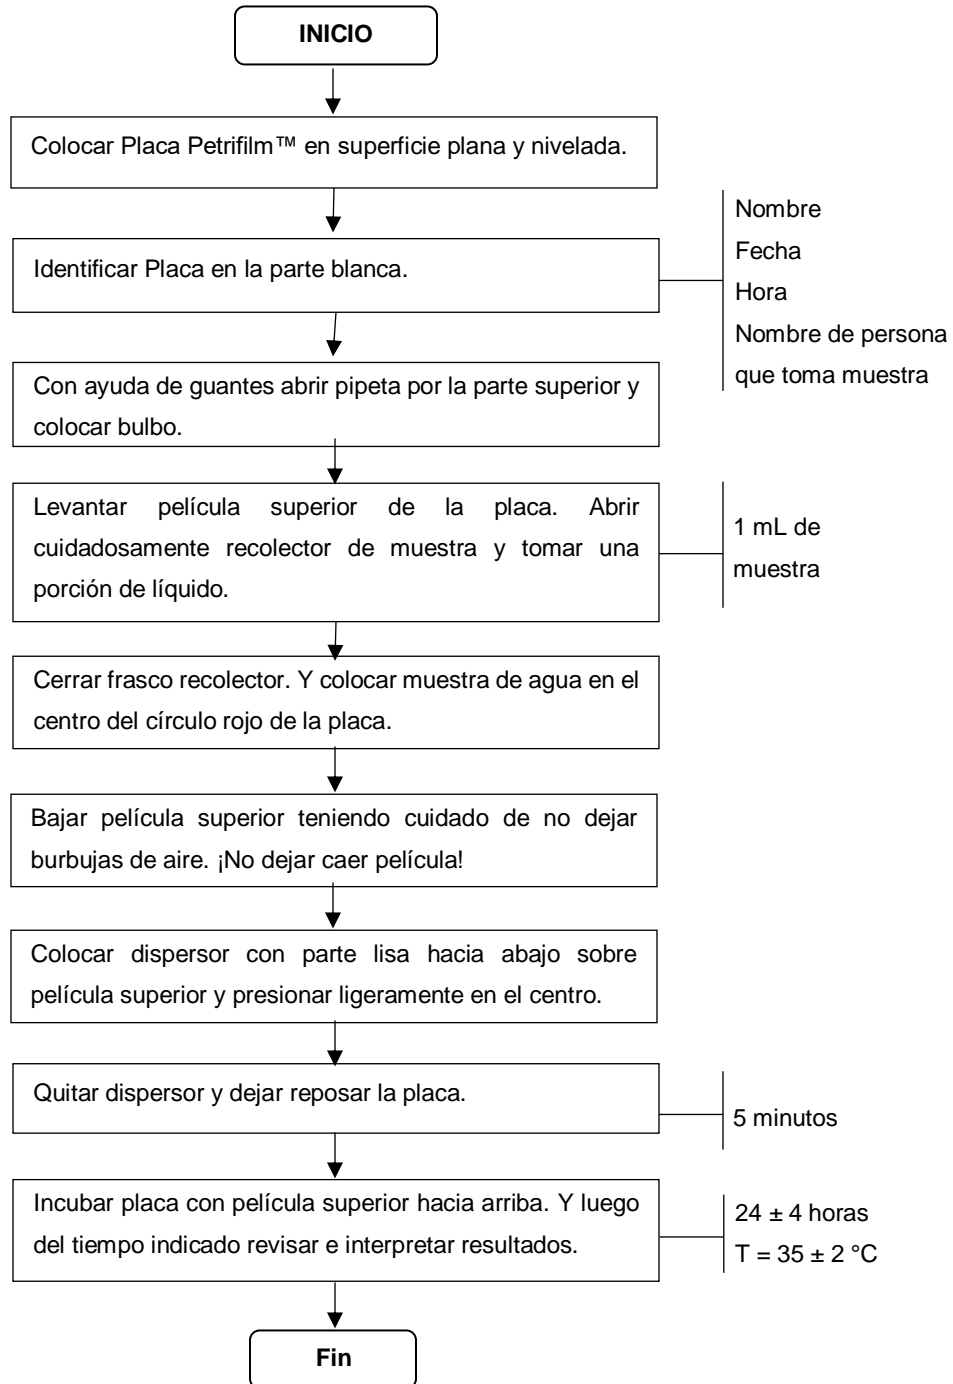 INICIO
Colocar Placa Petrifilm™ en superficie plana y nivelada.
Identificar Placa en la parte blanca.
Nombre
Fecha
Hora
Nombre de persona
que toma muestra
Con ayuda de guantes abrir pipeta por la parte superior y
colocar bulbo.
Levantar película superior de la placa. Abrir
cuidadosamente recolector de muestra y tomar una
porción de líquido.
1 mL de
muestra
Cerrar frasco recolector. Y colocar muestra de agua en el
centro del círculo rojo de la placa.
Bajar película superior teniendo cuidado de no dejar
burbujas de aire. ¡No dejar caer película!
Colocar dispersor con parte lisa hacia abajo sobre
película superior y presionar ligeramente en el centro.
Quitar dispersor y dejar reposar la placa.
5 minutos
Incubar placa con película superior hacia arriba. Y luego
del tiempo indicado revisar e interpretar resultados.
24 ± 4 horas
T = 35 ± 2 °C
Fin